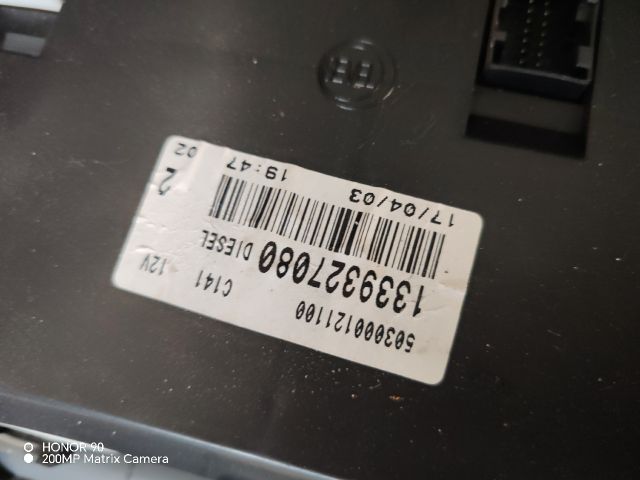 503000121100
C141 12V
1339327080 DIESEL
17/04/03 19:47
2 02
HONOR 90
200MP Matrix Camera